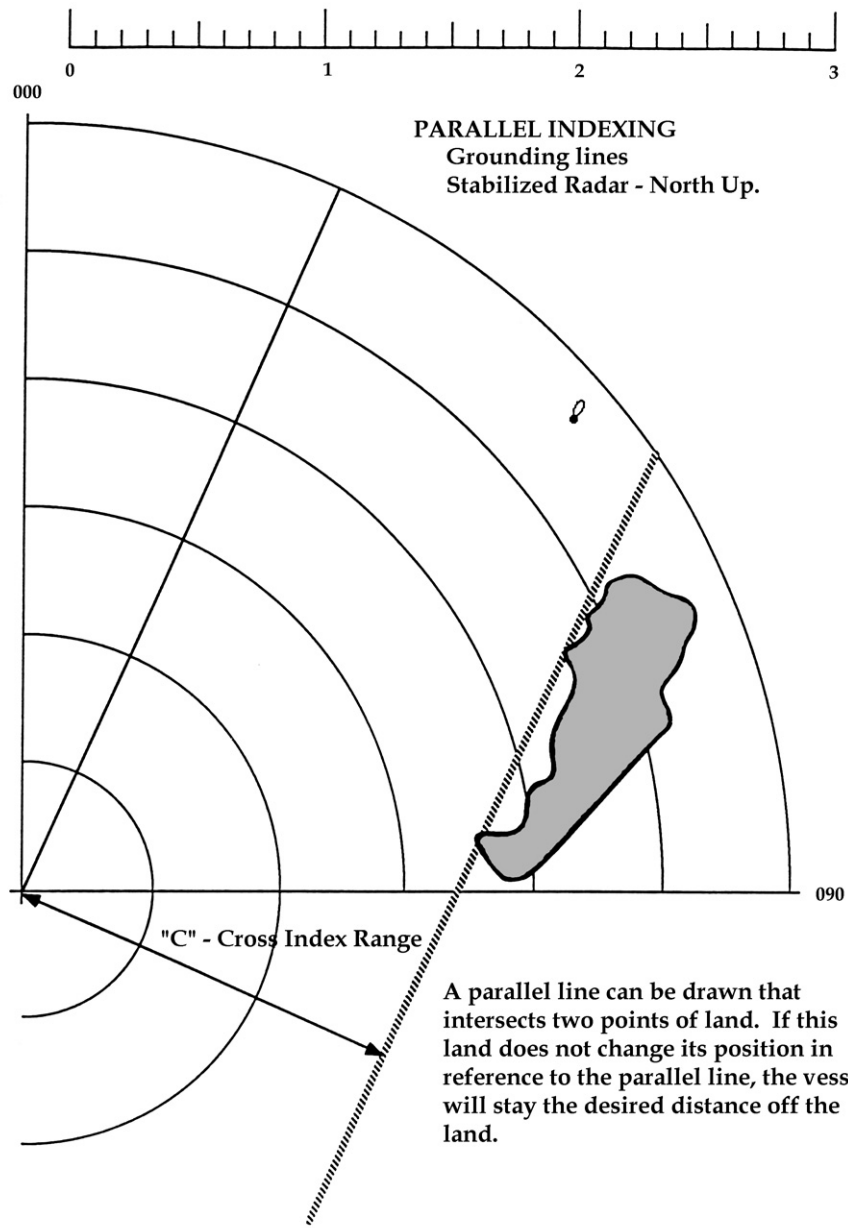 0 1 2 3
000
PARALLEL INDEXING
Grounding lines
Stabilized Radar - North Up.
090
"C" - Cross Index Range
A parallel line can be drawn that
intersects two points of land. If this
land does not change its position in
reference to the parallel line, the vess
will stay the desired distance off the
land.